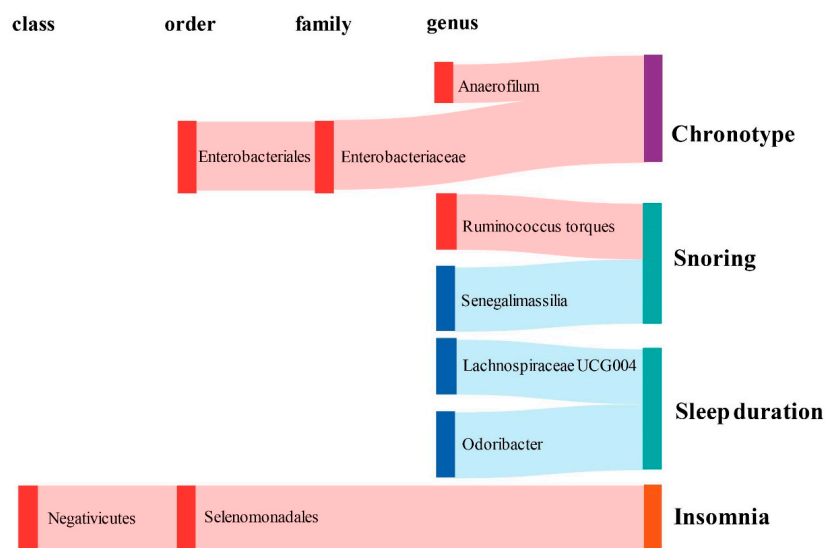 class order family genus
Anaerofilum
Chronotype
Enterobacteriales Enterobacteriaceae
Ruminococcus torques
Snoring
Senegalimassilia
Lachnospiraceae UCG004
Sleep duration
Odoribacter
Negativicutes Selenomonadales Insomnia